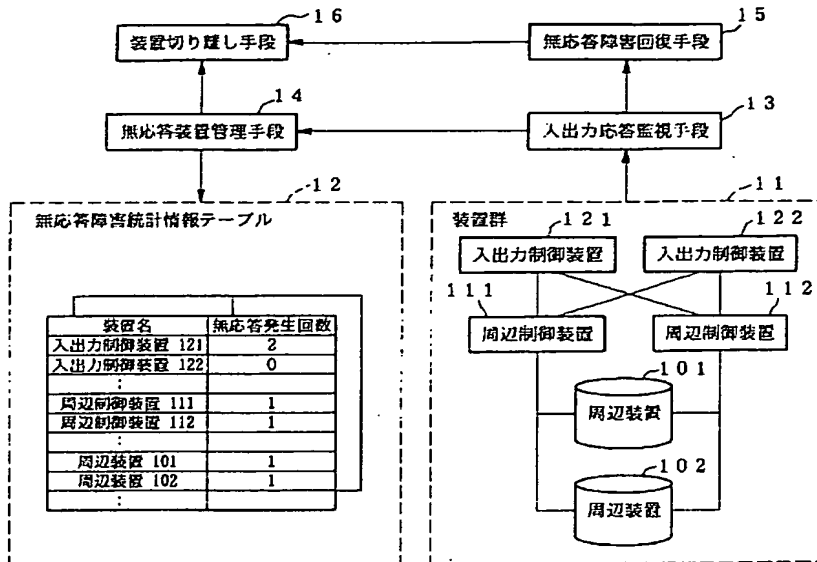 16
装置切り離し手段
15
無応答障害回復手段
14
無応答装置管理手段
13
入出力応答監視手段
12
無応答障害統計情報テーブル
装置名 無応答発生回数
入出力制御装置 121 2
入出力制御装置 122 0
:
周辺制御装置 111 1
周辺制御装置 112 1
:
周辺装置 101 1
周辺装置 102 1
:
11
装置群
121
入出力制御装置
122
入出力制御装置
111
周辺制御装置
112
周辺制御装置
101
周辺装置
102
周辺装置